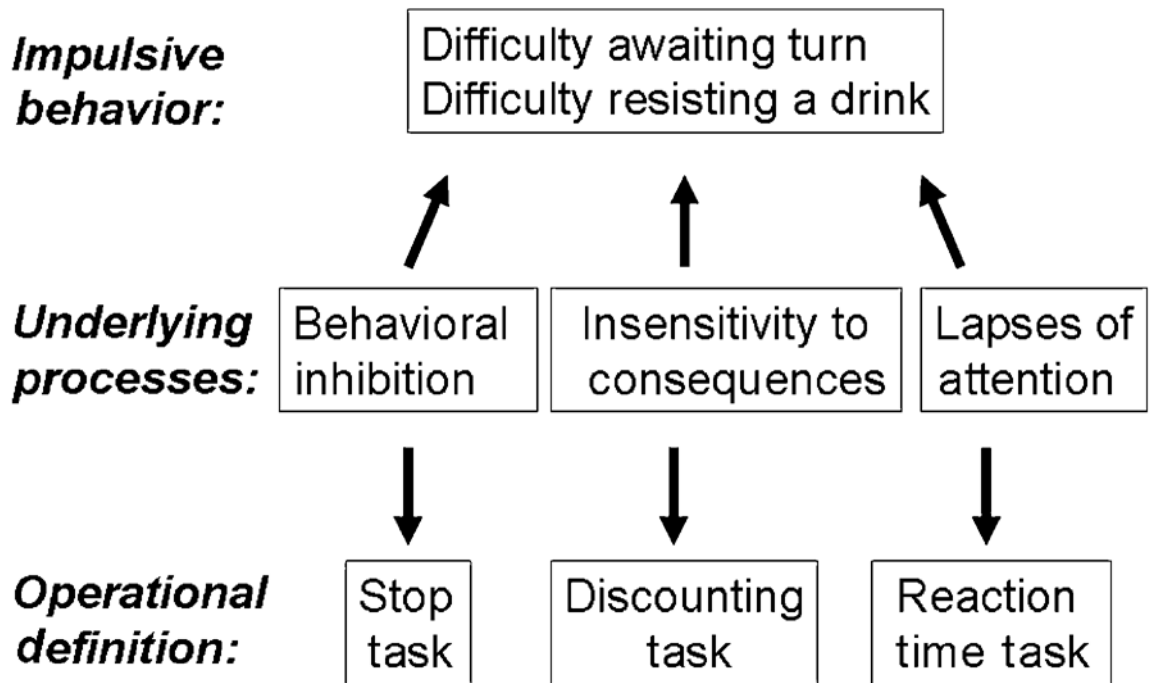 Impulsive
behavior:
Difficulty awaiting turn
Difficulty resisting a drink
Underlying
processes:
Behavioral
inhibition
Insensitivity to
consequences
Lapses of
attention
Operational
definition:
Stop
task
Discounting
task
Reaction
time task